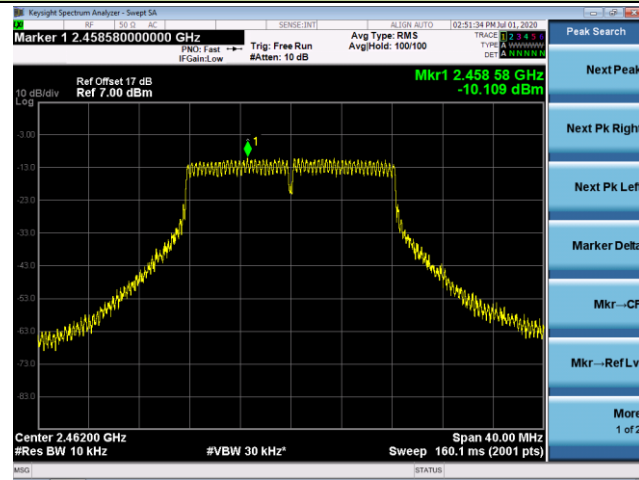 Keysight Spectrum Analyzer - Swept SA
RF 50 Ω AC SENSE:INT ALIGN AUTO 02:51:34 PM Jul 01, 2020
Marker 1 2.458580000000 GHz
PNO: Fast
IFGain:Low
Trig: Free Run
#Atten: 10 dB
Avg Type: RMS
Avg|Hold: 100/100
TRACE 1 2 3 4 5 6
TYPE A WWWWW
DET A N N N N N
Peak Search
Next Peak
Next Pk Right
Next Pk Left
Marker Delta
Mkr→CF
Mkr→RefLv
More
1 of 2
Ref Offset 17 dB
10 dB/div Ref 7.00 dBm
Log
Mkr1 2.458 58 GHz
-10.109 dBm
1
-3.00
-13.0
-23.0
-33.0
-43.0
-53.0
-63.0
-73.0
-83.0
Center 2.46200 GHz Span 40.00 MHz
#Res BW 10 kHz #VBW 30 kHz* Sweep 160.1 ms (2001 pts)
MSG STATUS